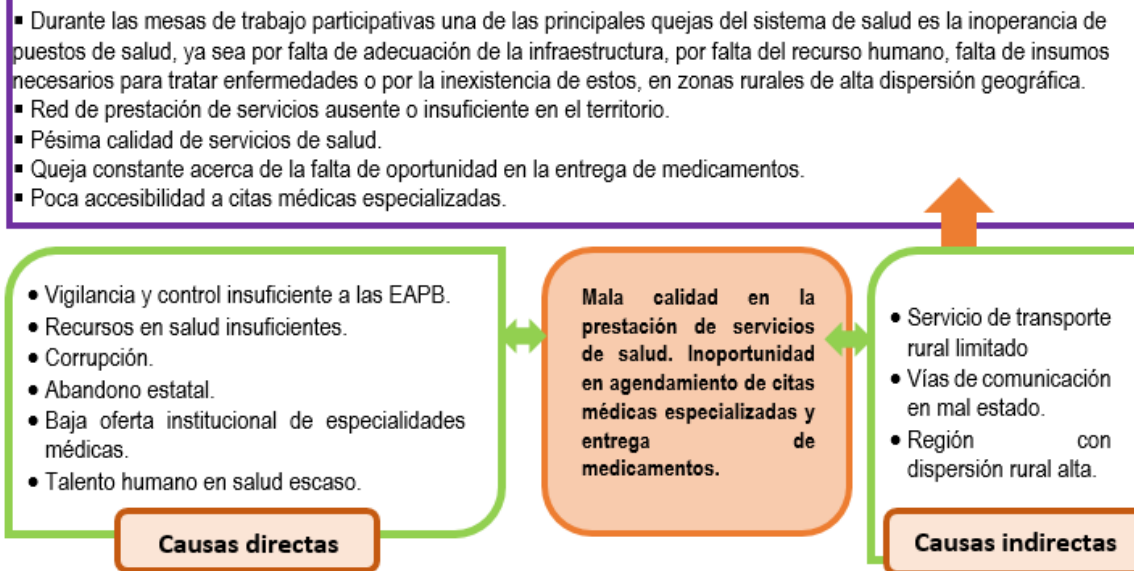 ▪ Durante las mesas de trabajo participativas una de las principales quejas del sistema de salud es la inoperancia de
puestos de salud, ya sea por falta de adecuación de la infraestructura, por falta del recurso humano, falta de insumos
necesarios para tratar enfermedades o por la inexistencia de estos, en zonas rurales de alta dispersión geográfica.
▪ Red de prestación de servicios ausente o insuficiente en el territorio.
▪ Pésima calidad de servicios de salud.
▪ Queja constante acerca de la falta de oportunidad en la entrega de medicamentos.
▪ Poca accesibilidad a citas médicas especializadas.
• Vigilancia y control insuficiente a las EAPB.
• Recursos en salud insuficientes.
• Corrupción.
• Abandono estatal.
• Baja oferta institucional de especialidades
médicas.
• Talento humano en salud escaso.
Causas directas
Mala calidad en la
prestación de servicios
de salud. Inoportunidad
en agendamiento de citas
médicas especializadas y
entrega de
medicamentos.
• Servicio de transporte
rural limitado
• Vías de comunicación
en mal estado.
• Región con
dispersión rural alta.
Causas indirectas